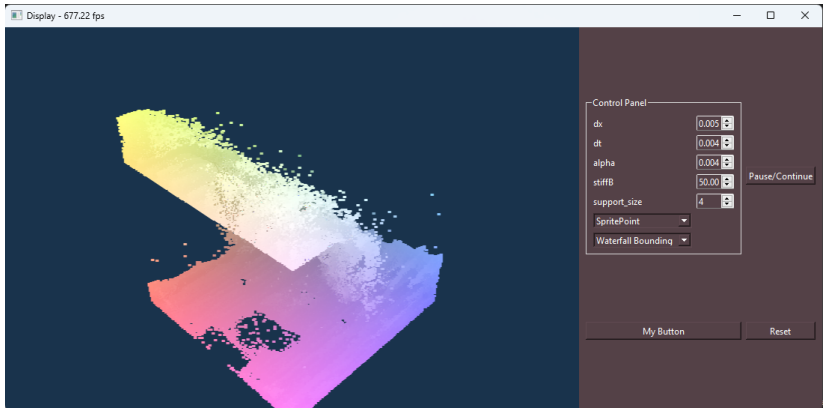 Display - 677.22 fps
Control Panel
dx 0.005
dt 0.004
alpha 0.004
stiffB 50.00
support_size 4
SpritePoint
Waterfall Bounding
Pause/Continue
My Button
Reset